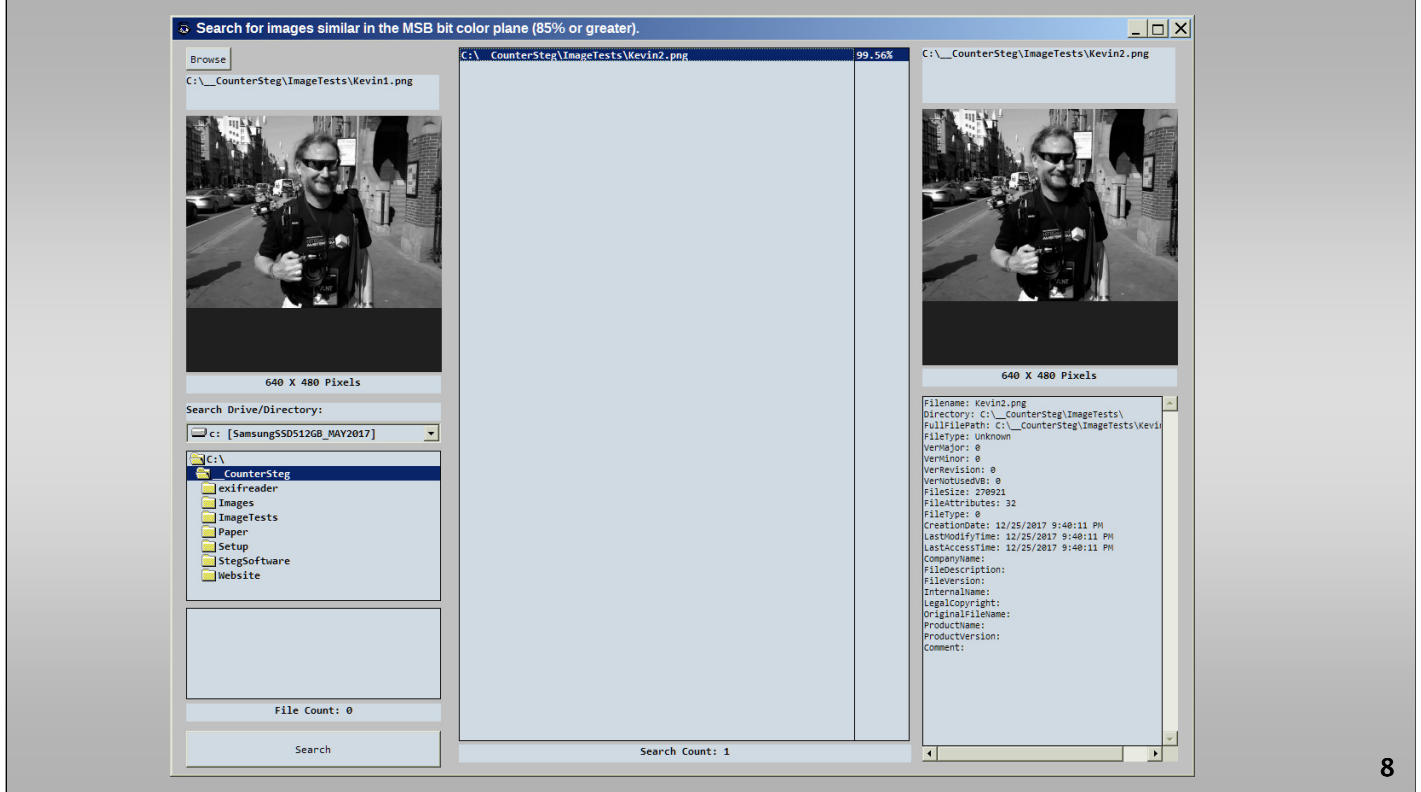 Search for images similar in the MSB bit color plane (85% or greater).
Browse
C:\__CounterSteg\ImageTests\Kevin1.png
640 X 480 Pixels
Search Drive/Directory:
c: [SamsungSSD512GB_MAY2017]
C:\
__CounterSteg
exifreader
Images
ImageTests
Paper
Setup
StegSoftware
Website
File Count: 0
Search
C:\__CounterSteg\ImageTests\Kevin2.png 99.56%
Search Count: 1
C:\__CounterSteg\ImageTests\Kevin2.png
640 X 480 Pixels
Filename: Kevin2.png
Directory: C:\__CounterSteg\ImageTests\
FullFilePath: C:\__CounterSteg\ImageTests\Kevin
FileType: Unknown
VerMajor: 0
VerMinor: 0
VerRevision: 0
VerNotUsedVB: 0
FileSize: 270921
FileAttributes: 32
FileType: 0
CreationDate: 12/25/2017 9:40:11 PM
LastModifyTime: 12/25/2017 9:40:11 PM
LastAccessTime: 12/25/2017 9:40:11 PM
CompanyName:
FileDescription:
FileVersion:
InternalName:
LegalCopyright:
OriginalFileName:
ProductName:
ProductVersion:
Comment:
8